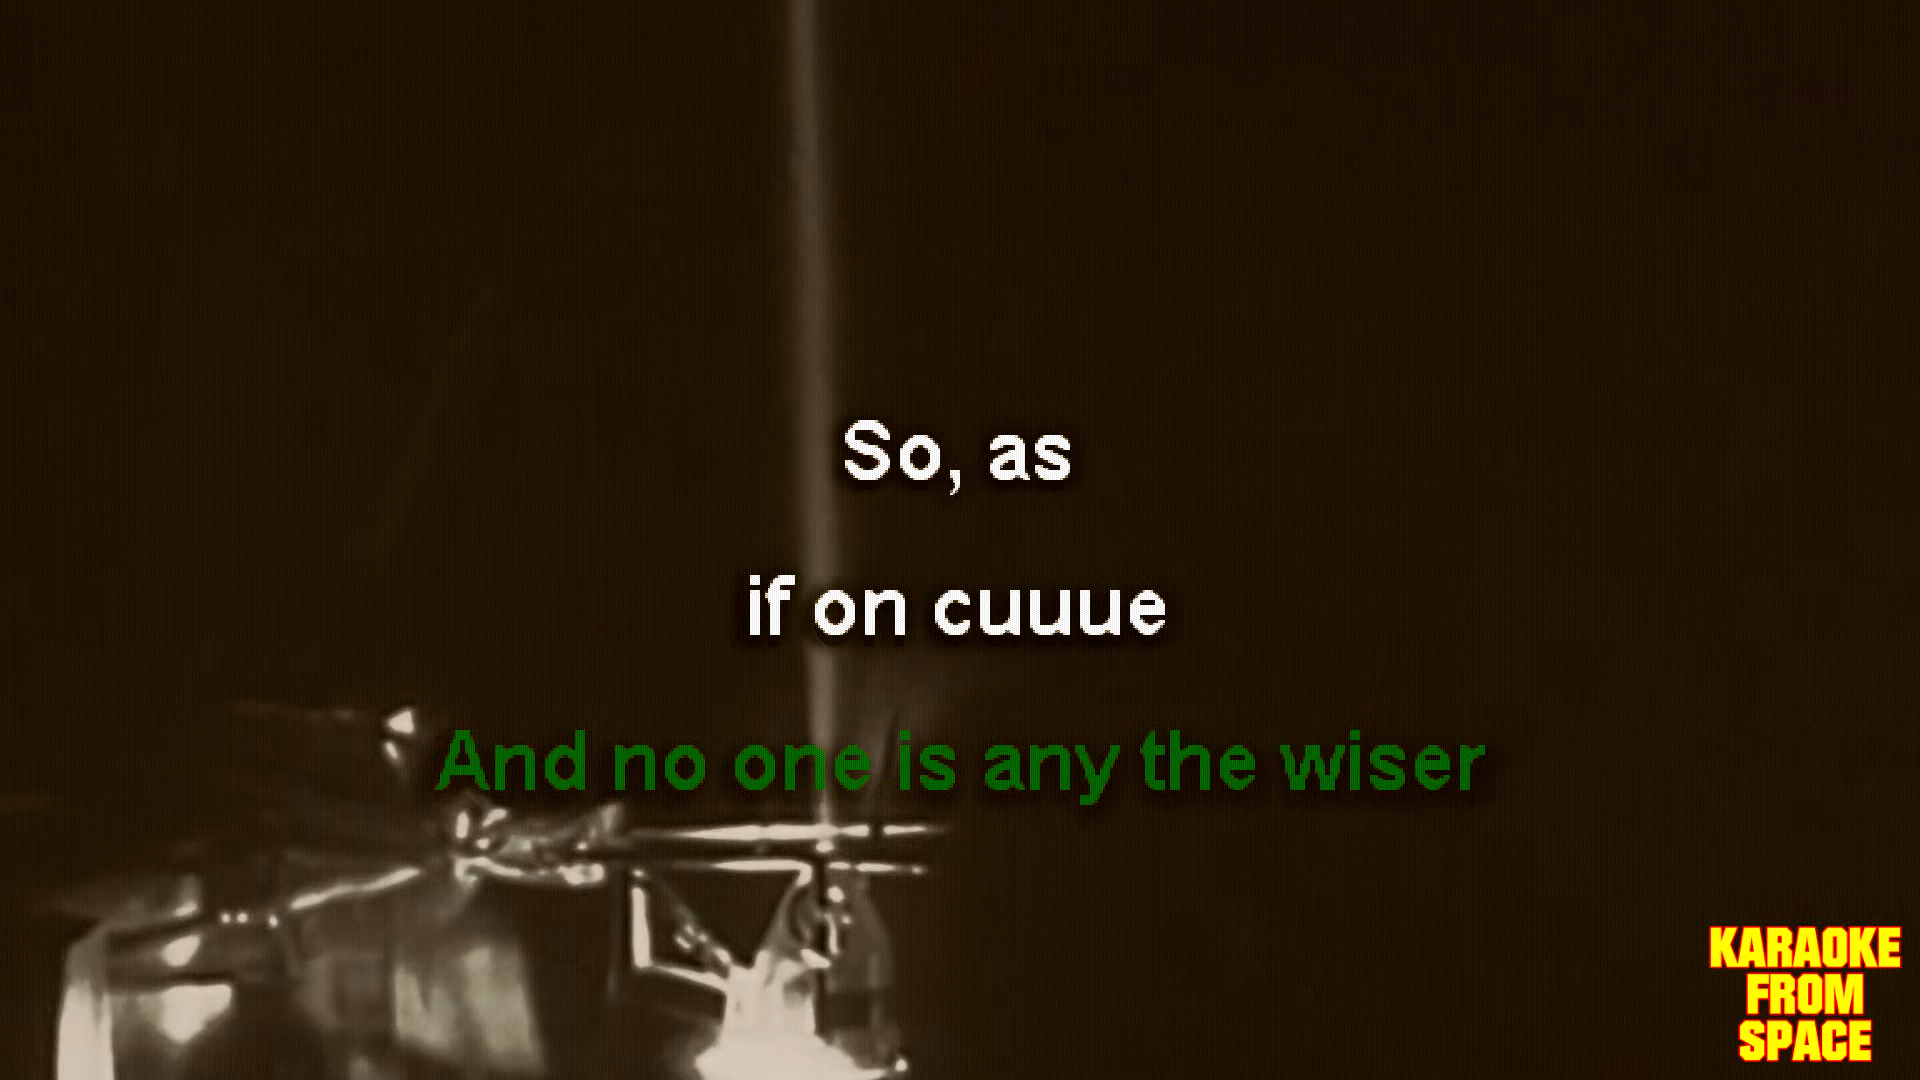 So, as
if on cuuue
And no one is any the wiser
KARAOKE
FROM
SPACE